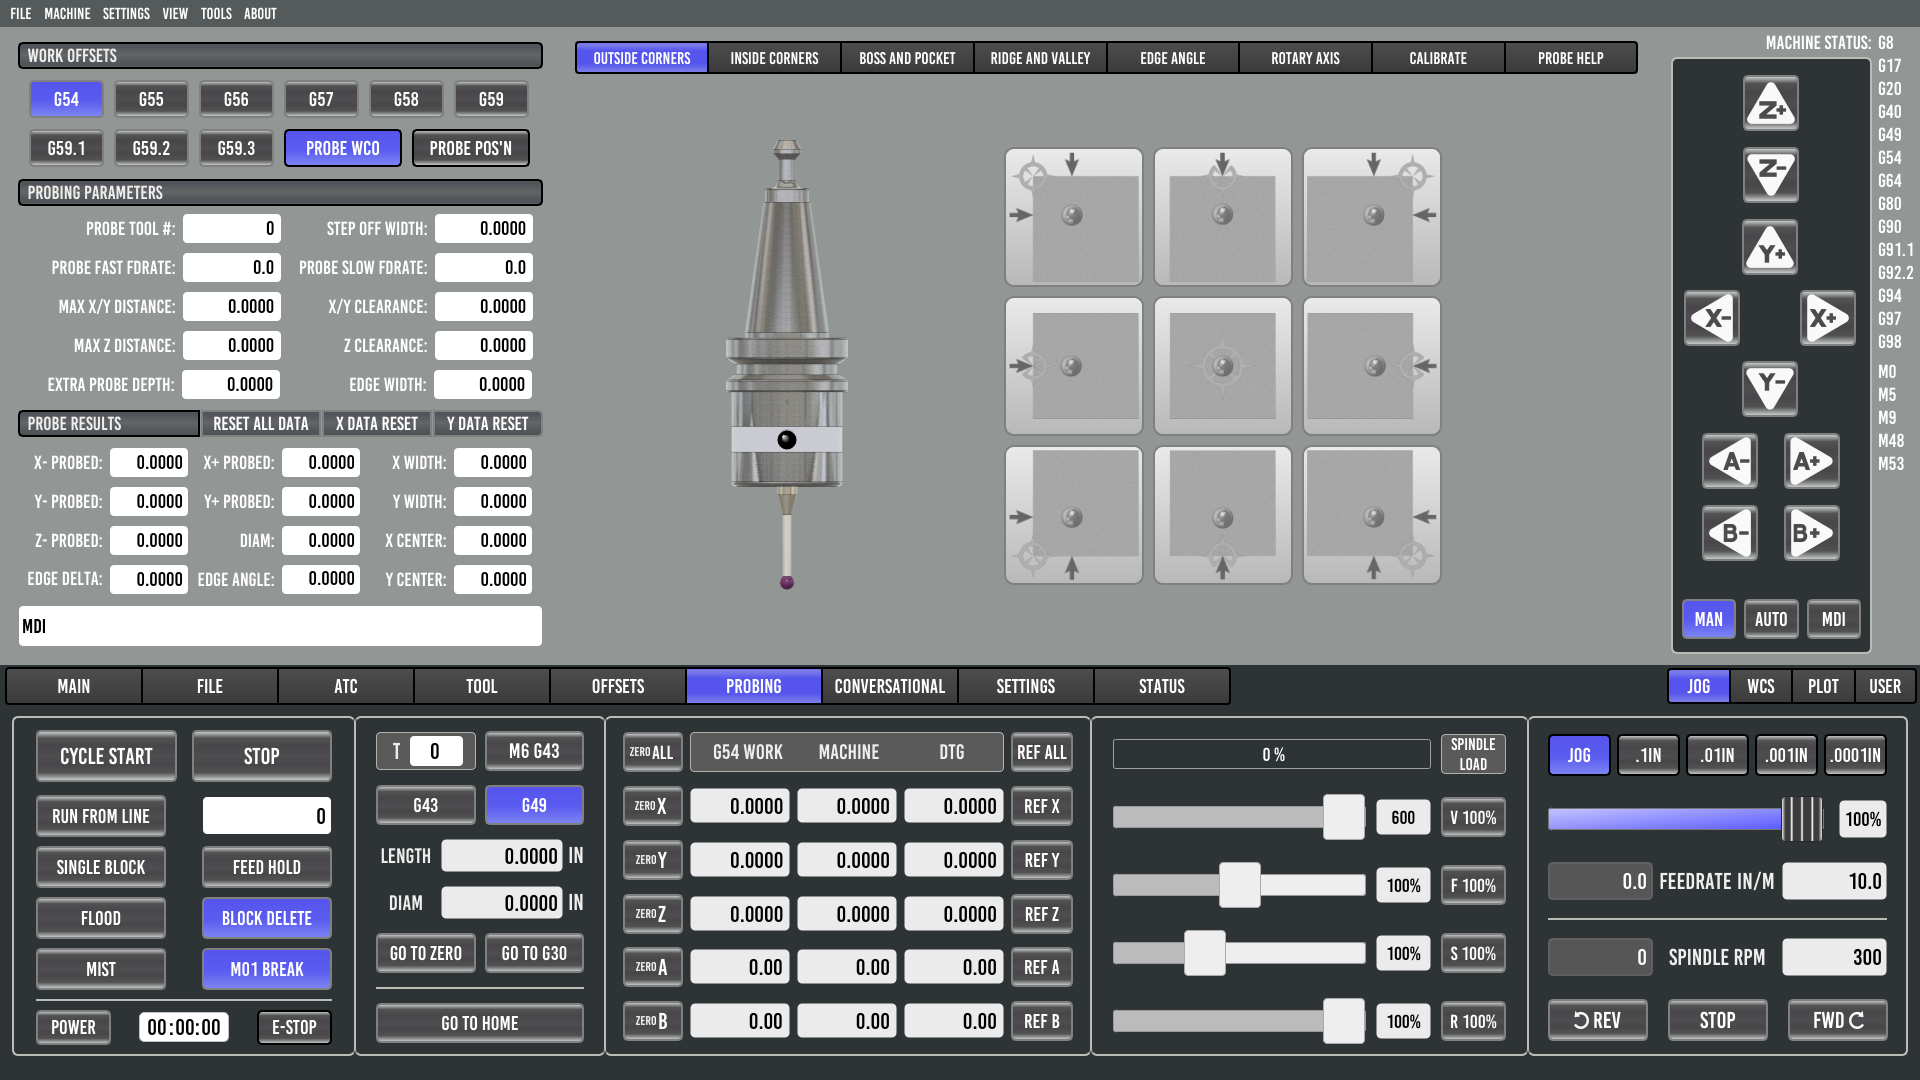 FILE MACHINE SETTINGS VIEW TOOLS ABOUT
WORK OFFSETS
G54 G55 G56 G57 G58 G59
G59.1 G59.2 G59.3 PROBE WCO PROBE POS'N
PROBING PARAMETERS
PROBE TOOL #: 0 STEP OFF WIDTH: 0.0000
PROBE FAST FDRATE: 0.0 PROBE SLOW FDRATE: 0.0
MAX X/Y DISTANCE: 0.0000 X/Y CLEARANCE: 0.0000
MAX Z DISTANCE: 0.0000 Z CLEARANCE: 0.0000
EXTRA PROBE DEPTH: 0.0000 EDGE WIDTH: 0.0000
PROBE RESULTS RESET ALL DATA X DATA RESET Y DATA RESET
X- PROBED: 0.0000 X+ PROBED: 0.0000 X WIDTH: 0.0000
Y- PROBED: 0.0000 Y+ PROBED: 0.0000 Y WIDTH: 0.0000
Z- PROBED: 0.0000 DIAM: 0.0000 X CENTER: 0.0000
EDGE DELTA: 0.0000 EDGE ANGLE: 0.0000 Y CENTER: 0.0000
MDI
OUTSIDE CORNERS INSIDE CORNERS BOSS AND POCKET RIDGE AND VALLEY EDGE ANGLE ROTARY AXIS CALIBRATE PROBE HELP
MACHINE STATUS: G8
G17
G20
G40
G49
G54
G64
G80
G90
G91.1
G92.2
G94
G97
G98
M0
M5
M9
M48
M53
Z+
Z-
Y+
X- X+
Y-
A- A+
B- B+
MAN AUTO MDI
MAIN FILE ATC TOOL OFFSETS PROBING CONVERSATIONAL SETTINGS STATUS
JOG WCS PLOT USER
CYCLE START STOP
RUN FROM LINE 0
SINGLE BLOCK FEED HOLD
FLOOD BLOCK DELETE
MIST M01 BREAK
POWER 00:00:00 E-STOP
T 0 M6 G43
G43 G49
LENGTH 0.0000 IN
DIAM 0.0000 IN
GO TO ZERO GO TO G30
GO TO HOME
ZERO ALL G54 WORK MACHINE DTG REF ALL
ZERO X 0.0000 0.0000 0.0000 REF X
ZERO Y 0.0000 0.0000 0.0000 REF Y
ZERO Z 0.0000 0.0000 0.0000 REF Z
ZERO A 0.00 0.00 0.00 REF A
ZERO B 0.00 0.00 0.00 REF B
0 % SPINDLE
LOAD
600 V 100%
100% F 100%
100% S 100%
100% R 100%
JOG .1IN .01IN .001IN .0001IN
100%
0.0 FEEDRATE IN/M 10.0
0 SPINDLE RPM 300
REV STOP FWD